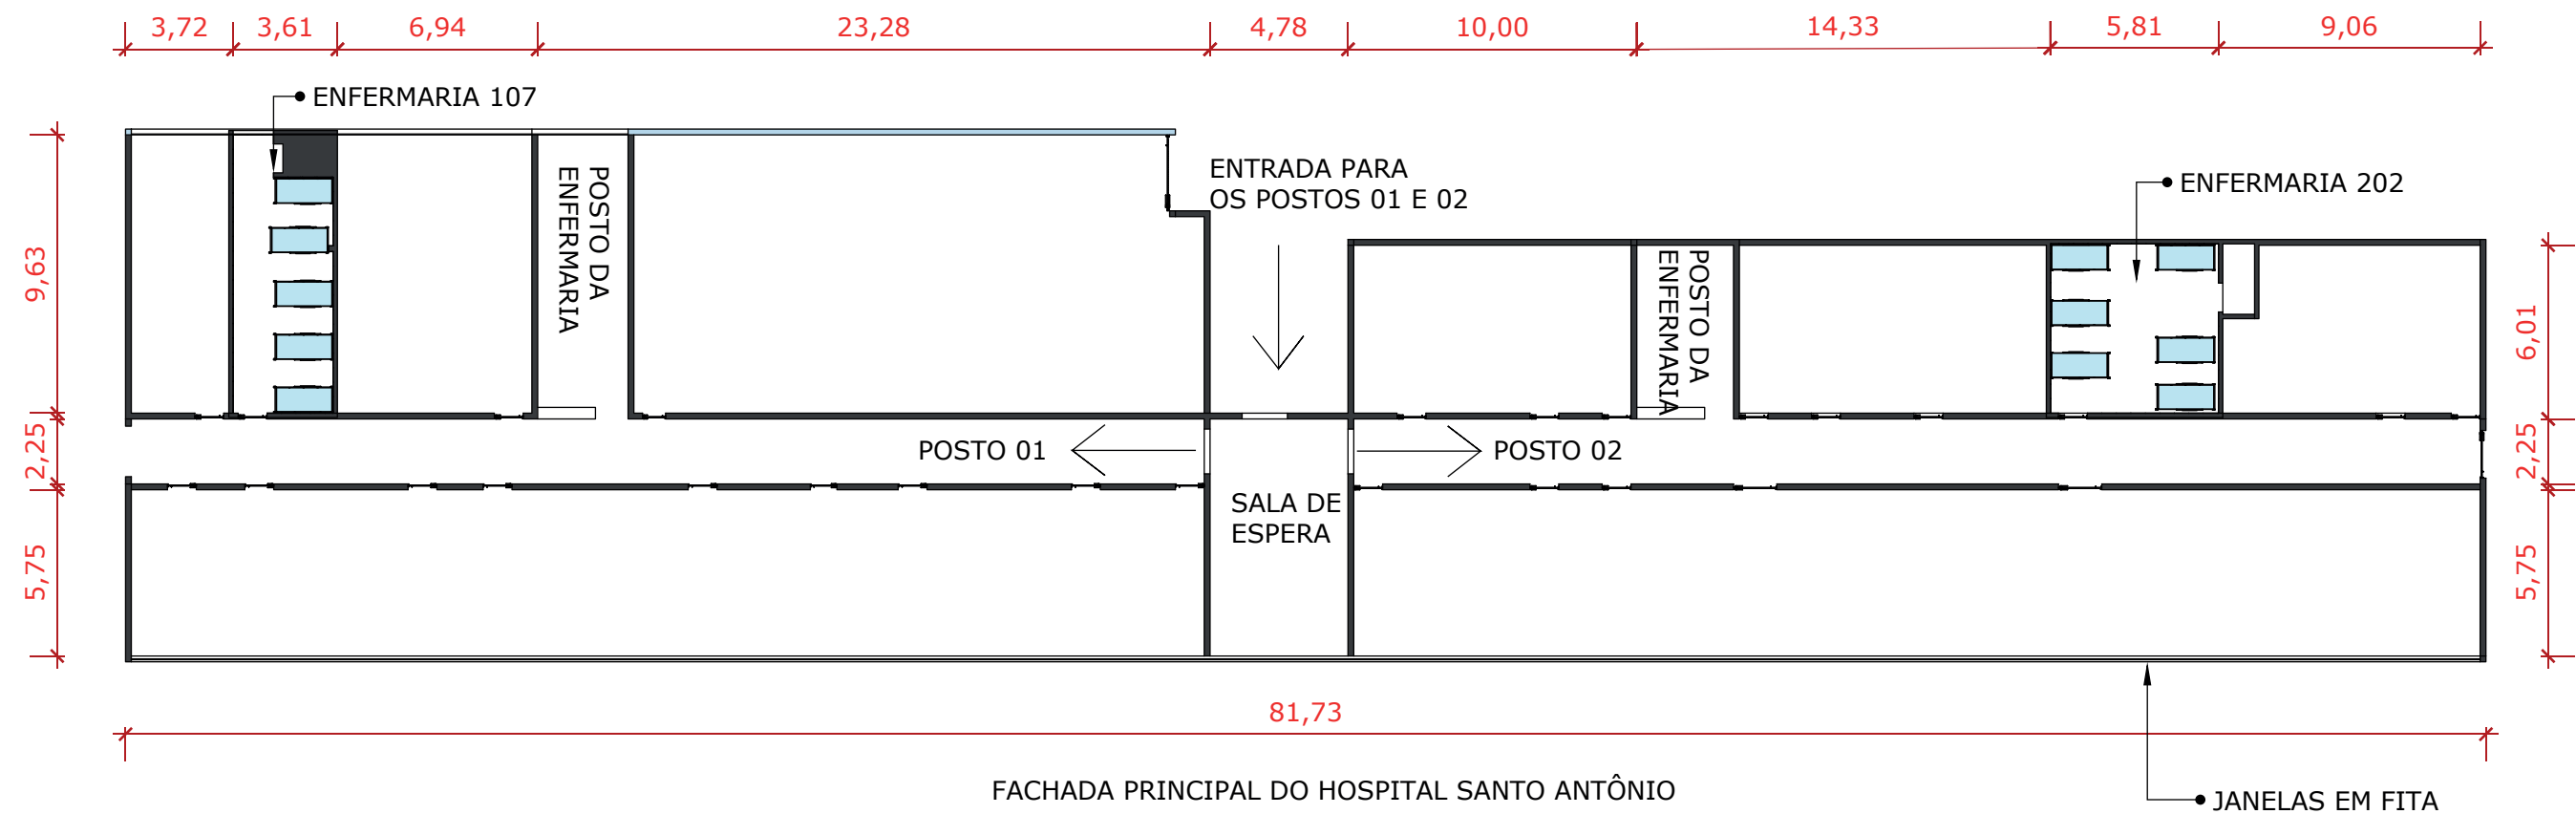 3,72 3,61 6,94 23,28 4,78 10,00 14,33 5,81 9,06
ENFERMARIA 107
ENTRADA PARA
OS POSTOS 01 E 02
ENFERMARIA 202
POSTO DA
ENFERMARIA
POSTO DA
ENFERMARIA
9,63
6,01
2,25
POSTO 01
POSTO 02
2,25
SALA DE
ESPERA
5,75
5,75
81,73
FACHADA PRINCIPAL DO HOSPITAL SANTO ANTÔNIO
JANELAS EM FITA